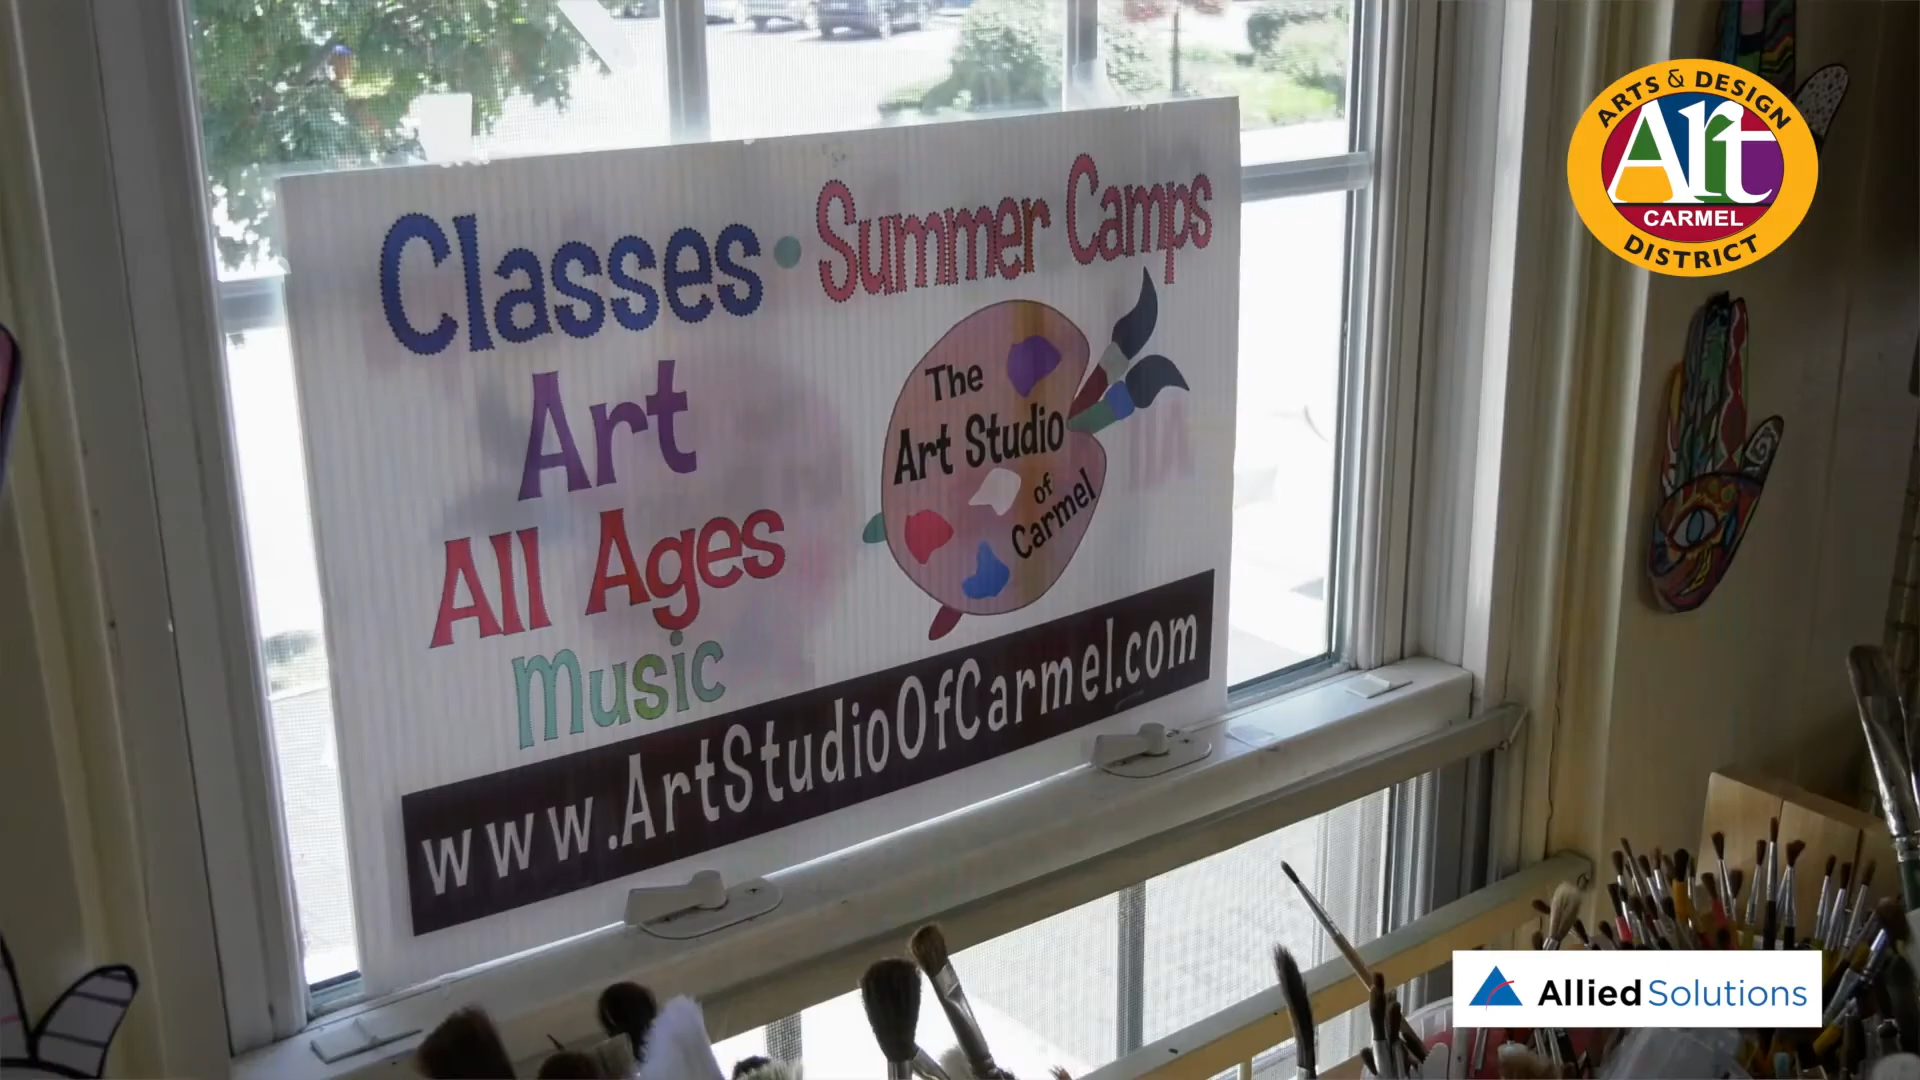 Classes • Summer Camps
Art
All Ages
Music
The
Art Studio
of
Carmel
www.ArtStudioOfCarmel.com
ARTS & DESIGN
Art
CARMEL
DISTRICT
Allied Solutions